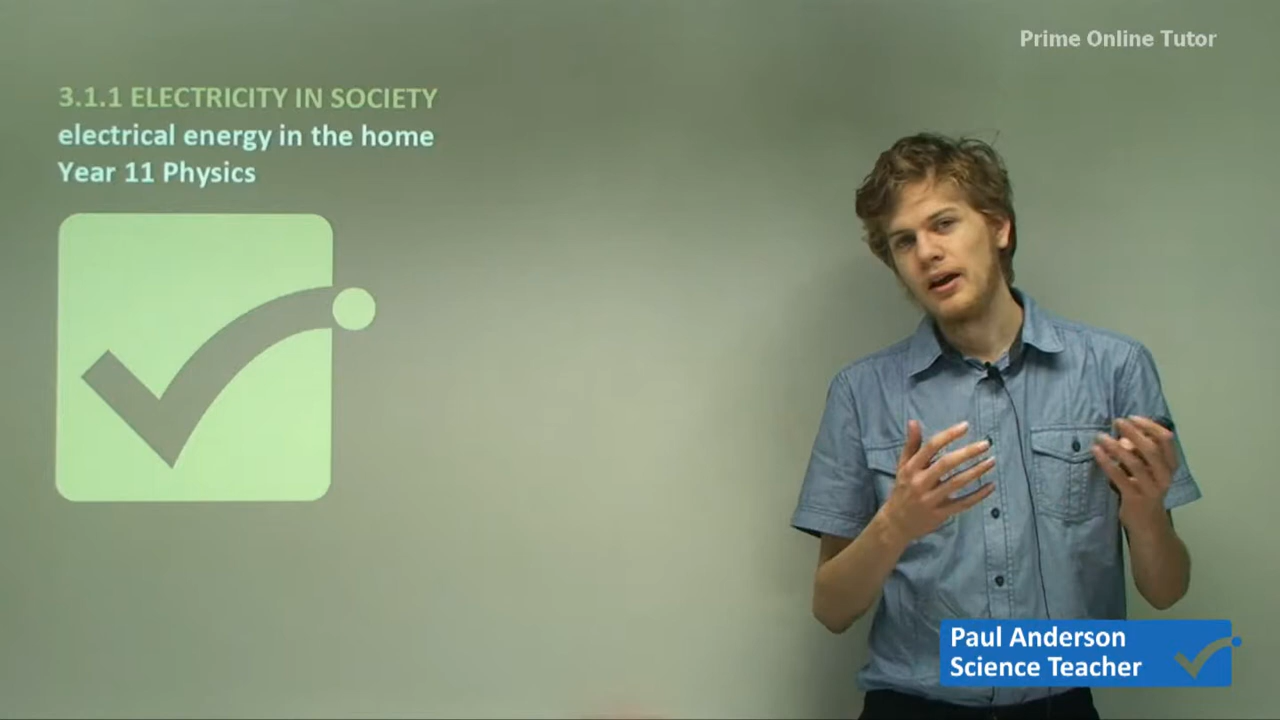 Prime Online Tutor
3.1.1 ELECTRICITY IN SOCIETY
electrical energy in the home
Year 11 Physics
Paul Anderson
Science Teacher